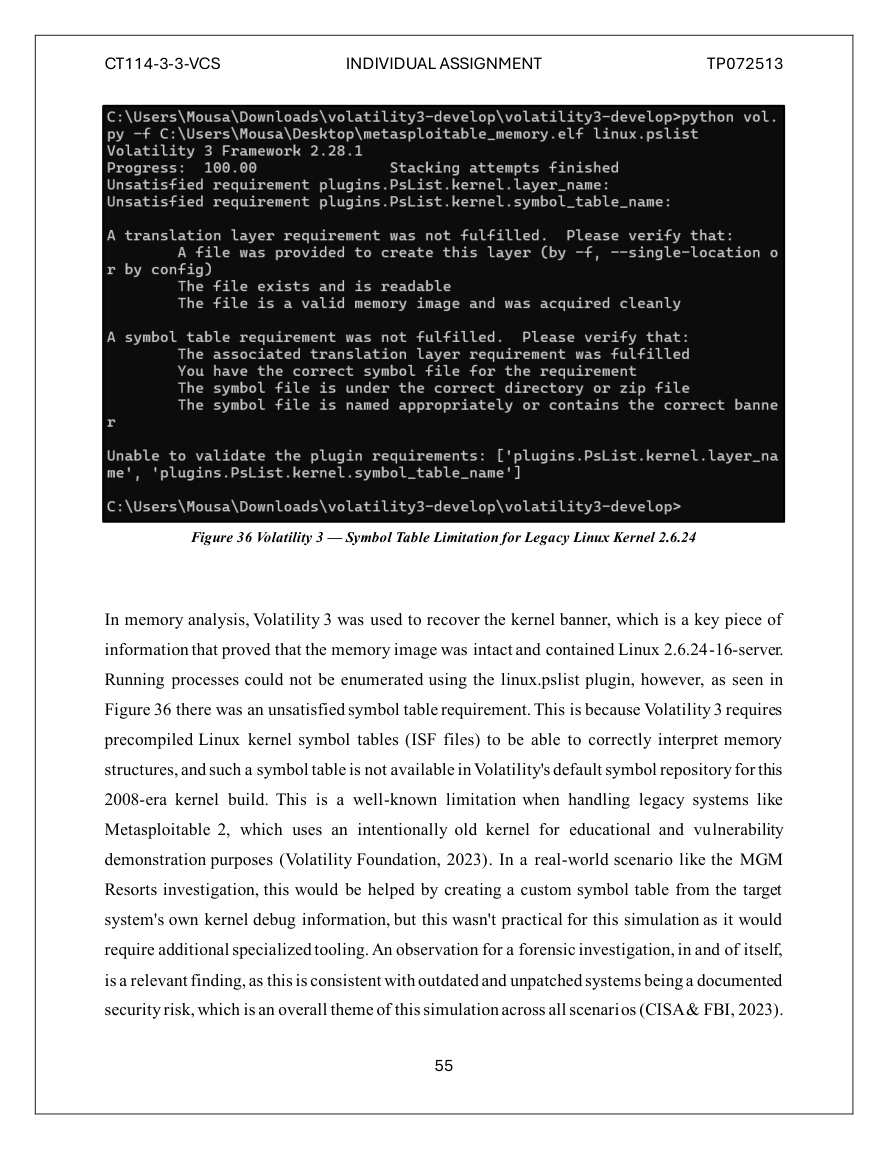 CT114-3-3-VCS INDIVIDUAL ASSIGNMENT TP072513
C:\Users\Mousa\Downloads\volatility3-develop\volatility3-develop>python vol.
py -f C:\Users\Mousa\Desktop\metasploitable_memory.elf linux.pslist
Volatility 3 Framework 2.28.1
Progress:  100.00               Stacking attempts finished
Unsatisfied requirement plugins.PsList.kernel.layer_name:
Unsatisfied requirement plugins.PsList.kernel.symbol_table_name:
A translation layer requirement was not fulfilled.  Please verify that:
        A file was provided to create this layer (by -f, --single-location o
r by config)
        The file exists and is readable
        The file is a valid memory image and was acquired cleanly
A symbol table requirement was not fulfilled.  Please verify that:
        The associated translation layer requirement was fulfilled
        You have the correct symbol file for the requirement
        The symbol file is under the correct directory or zip file
        The symbol file is named appropriately or contains the correct banne
r
Unable to validate the plugin requirements: ['plugins.PsList.kernel.layer_na
me', 'plugins.PsList.kernel.symbol_table_name']
C:\Users\Mousa\Downloads\volatility3-develop\volatility3-develop>
Figure 36 Volatility 3 — Symbol Table Limitation for Legacy Linux Kernel 2.6.24
In memory analysis, Volatility 3 was used to recover the kernel banner, which is a key piece of
information that proved that the memory image was intact and contained Linux 2.6.24-16-server.
Running processes could not be enumerated using the linux.pslist plugin, however, as seen in
Figure 36 there was an unsatisfied symbol table requirement. This is because Volatility 3 requires
precompiled Linux kernel symbol tables (ISF files) to be able to correctly interpret memory
structures, and such a symbol table is not available in Volatility's default symbol repository for this
2008-era kernel build. This is a well-known limitation when handling legacy systems like
Metasploitable 2, which uses an intentionally old kernel for educational and vulnerability
demonstration purposes (Volatility Foundation, 2023). In a real-world scenario like the MGM
Resorts investigation, this would be helped by creating a custom symbol table from the target
system's own kernel debug information, but this wasn't practical for this simulation as it would
require additional specialized tooling. An observation for a forensic investigation, in and of itself,
is a relevant finding, as this is consistent with outdated and unpatched systems being a documented
security risk, which is an overall theme of this simulation across all scenarios (CISA & FBI, 2023).
55